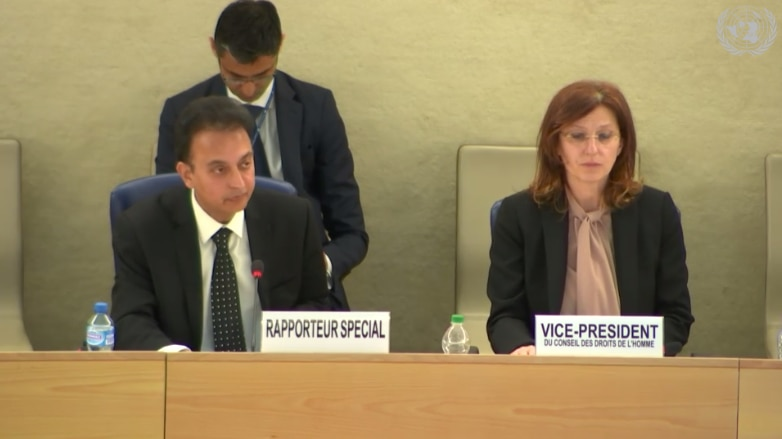 RAPPORTEUR SPECIAL
VICE-PRESIDENT
DU CONSEIL DES DROITS DE L'HOMME